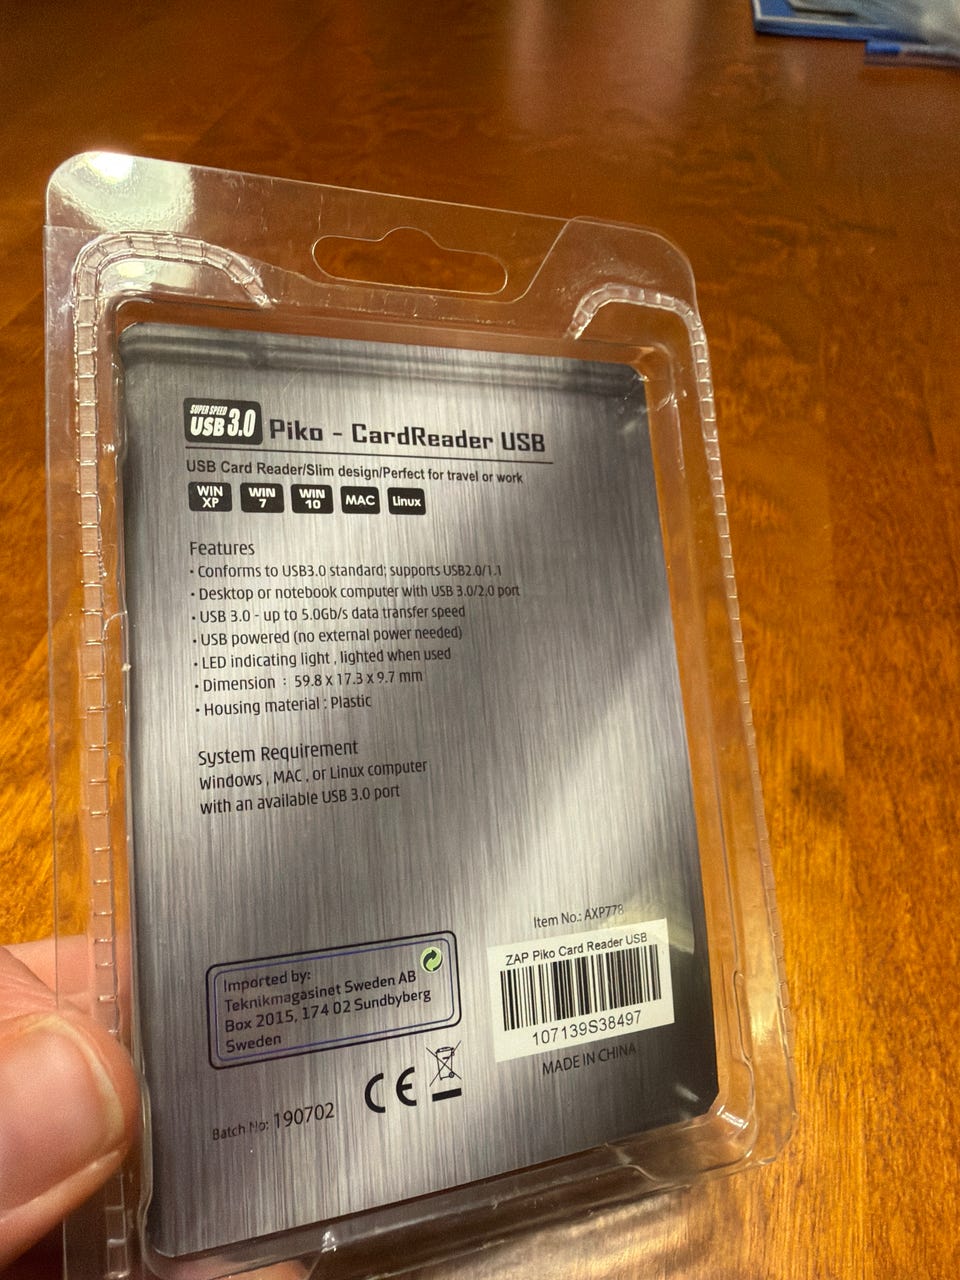 SUPER SPEED
USB 3.0
Piko - CardReader USB
USB Card Reader/Slim design/Perfect for travel or work
WIN XP
WIN 7
WIN 10
MAC
Linux
Features
• Conforms to USB3.0 standard; supports USB2.0/1.1
• Desktop or notebook computer with USB 3.0/2.0 port
• USB 3.0 - up to 5.0Gb/s data transfer speed
• USB powered (no external power needed)
• LED indicating light , lighted when used
• Dimension : 59.8 x 17.3 x 9.7 mm
• Housing material : Plastic
System Requirement
Windows , MAC , or Linux computer
with an available USB 3.0 port
Item No.: AXP778
ZAP Piko Card Reader USB
107139S38497
MADE IN CHINA
Imported by:
Teknikmagasinet Sweden AB
Box 2015, 174 02 Sundbyberg
Sweden
CE
Batch No: 190702